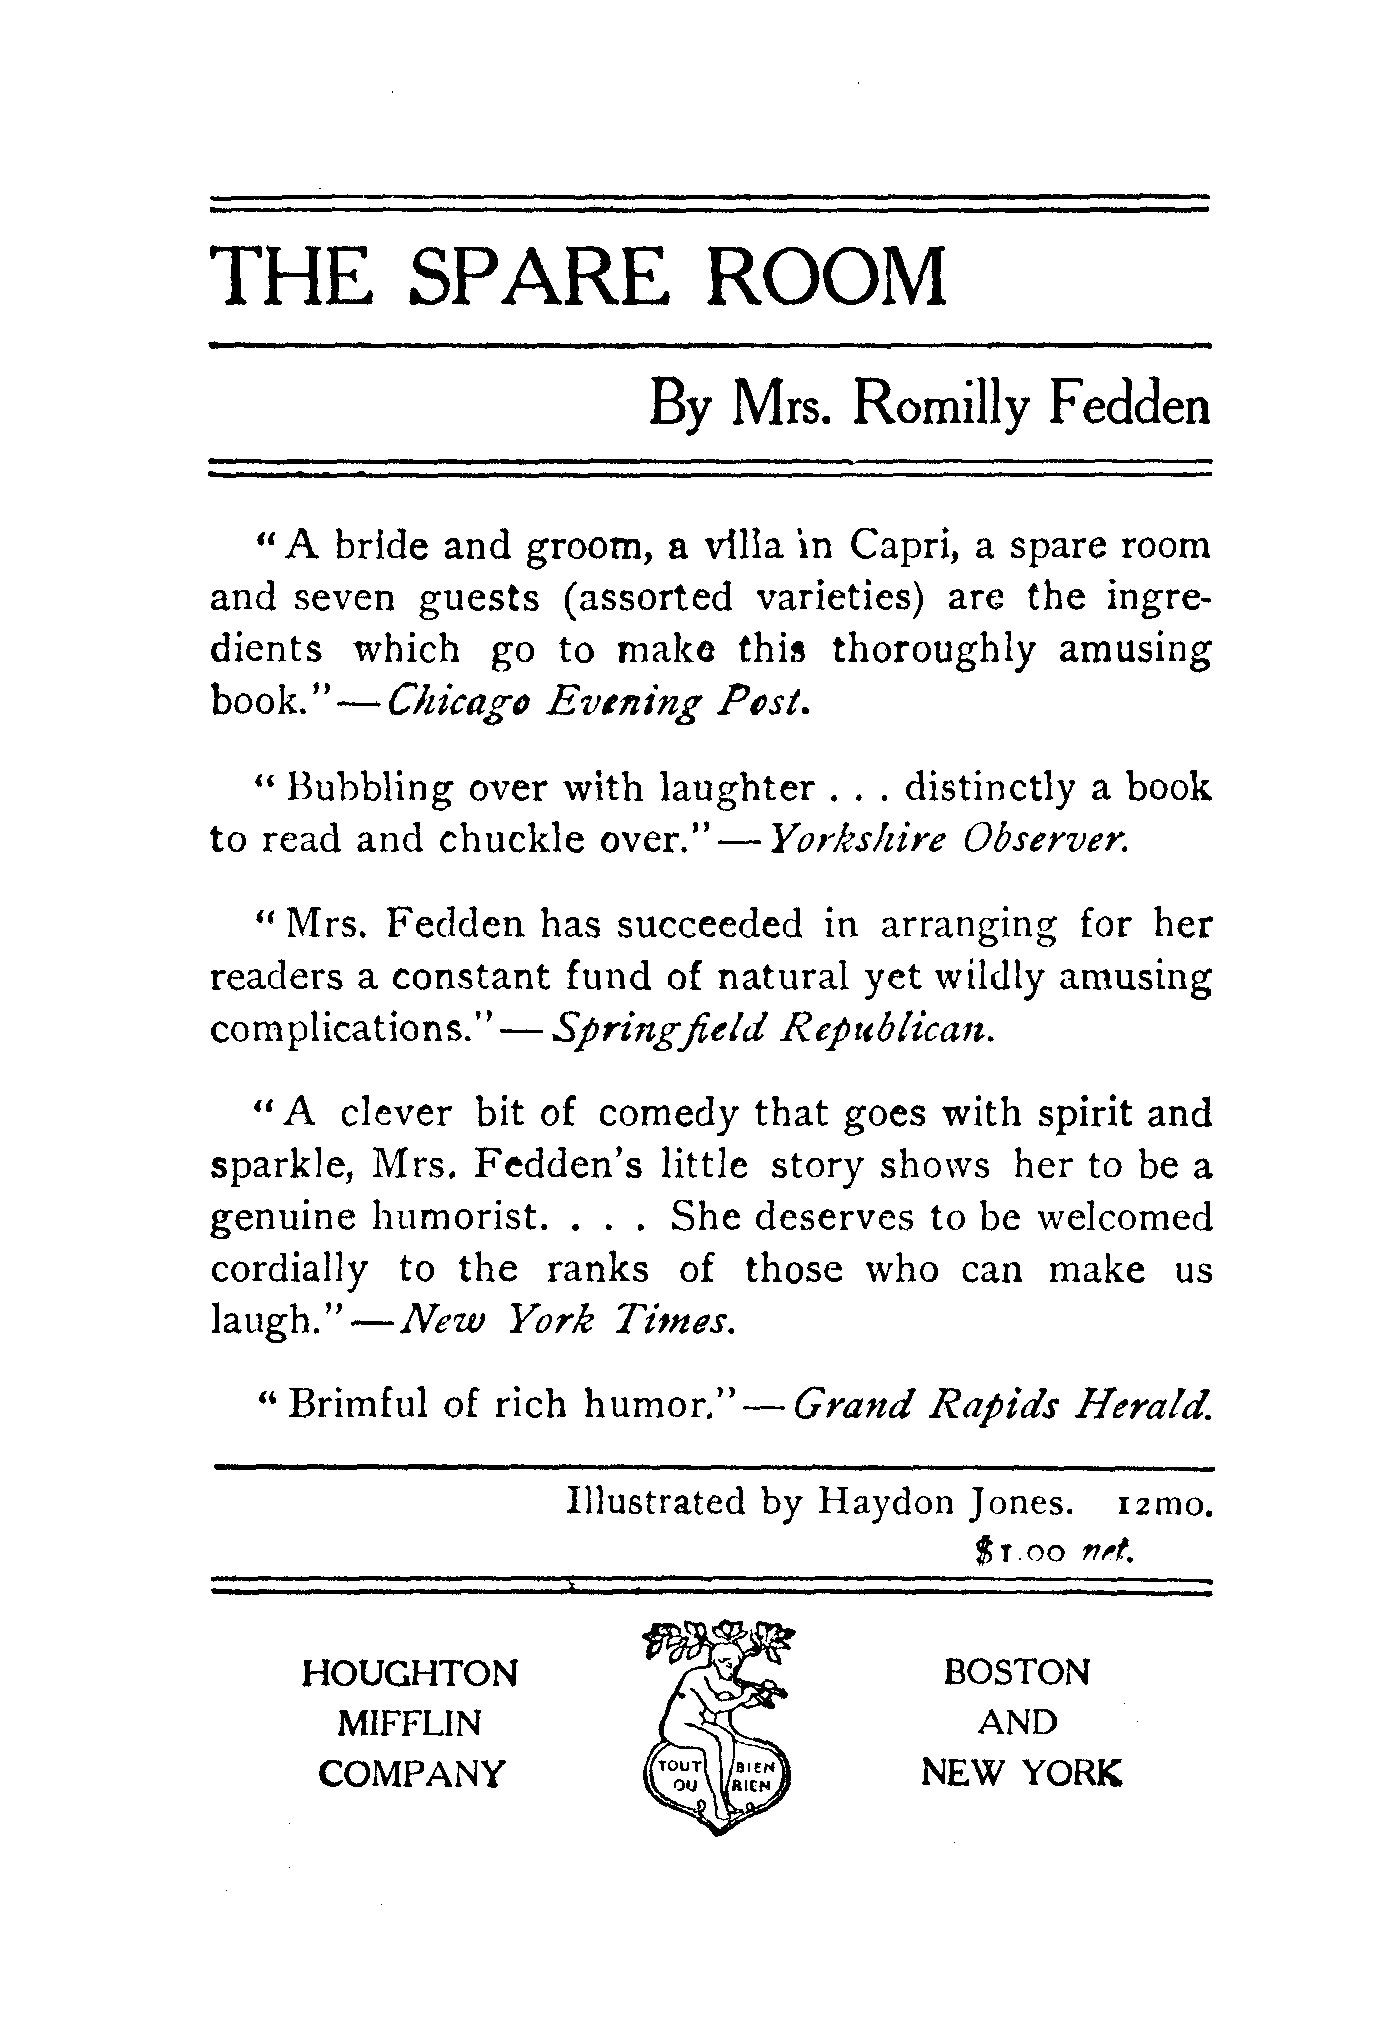 THE SPARE ROOM
By Mrs. Romilly Fedden
“A bride and groom, a villa in Capri, a spare room
and seven guests (assorted varieties) are the ingre-
dients which go to make this thoroughly amusing
book.”—Chicago Evening Post.
“Bubbling over with laughter . . . distinctly a book
to read and chuckle over.”—Yorkshire Observer.
“Mrs. Fedden has succeeded in arranging for her
readers a constant fund of natural yet wildly amusing
complications.”—Springfield Republican.
“A clever bit of comedy that goes with spirit and
sparkle, Mrs. Fedden's little story shows her to be a
genuine humorist. . . . She deserves to be welcomed
cordially to the ranks of those who can make us
laugh.”—New York Times.
“Brimful of rich humor.”—Grand Rapids Herald.
Illustrated by Haydon Jones. 12mo.
$1.00 net.
HOUGHTON
MIFFLIN
COMPANY
TOUT BIEN
OU RIEN
BOSTON
AND
NEW YORK